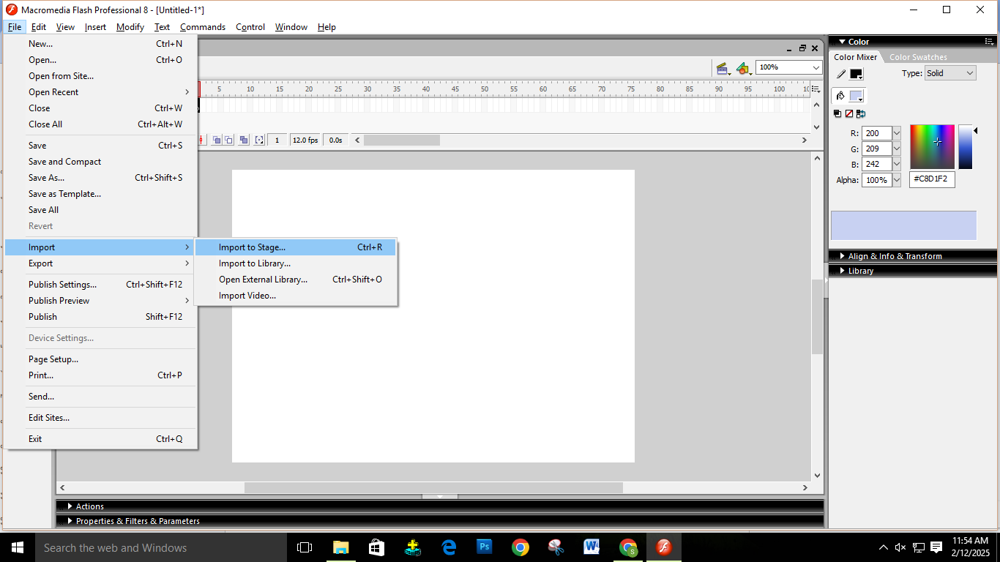 Macromedia Flash Professional 8 - [Untitled-1*]
File Edit View Insert Modify Text Commands Control Window Help
New... Ctrl+N
Open... Ctrl+O
Open from Site...
Open Recent
Close Ctrl+W
Close All Ctrl+Alt+W
Save Ctrl+S
Save and Compact
Save As... Ctrl+Shift+S
Save as Template...
Save All
Revert
Import
Export
Publish Settings... Ctrl+Shift+F12
Publish Preview
Publish Shift+F12
Device Settings...
Page Setup...
Print... Ctrl+P
Send...
Edit Sites...
Exit Ctrl+Q
Import to Stage... Ctrl+R
Import to Library...
Open External Library... Ctrl+Shift+O
Import Video...
100%
5 10 15 20 25 30 35 40 45 50 55 60 65 70 75 80 85 90 95 100
1 12.0 fps 0.0s
Color
Color Mixer Color Swatches
Type: Solid
R: 200
G: 209
B: 242
Alpha: 100% #C8D1F2
Align & Info & Transform
Library
Actions
Properties & Filters & Parameters
Search the web and Windows
Ps
S
11:54 AM
2/12/2025